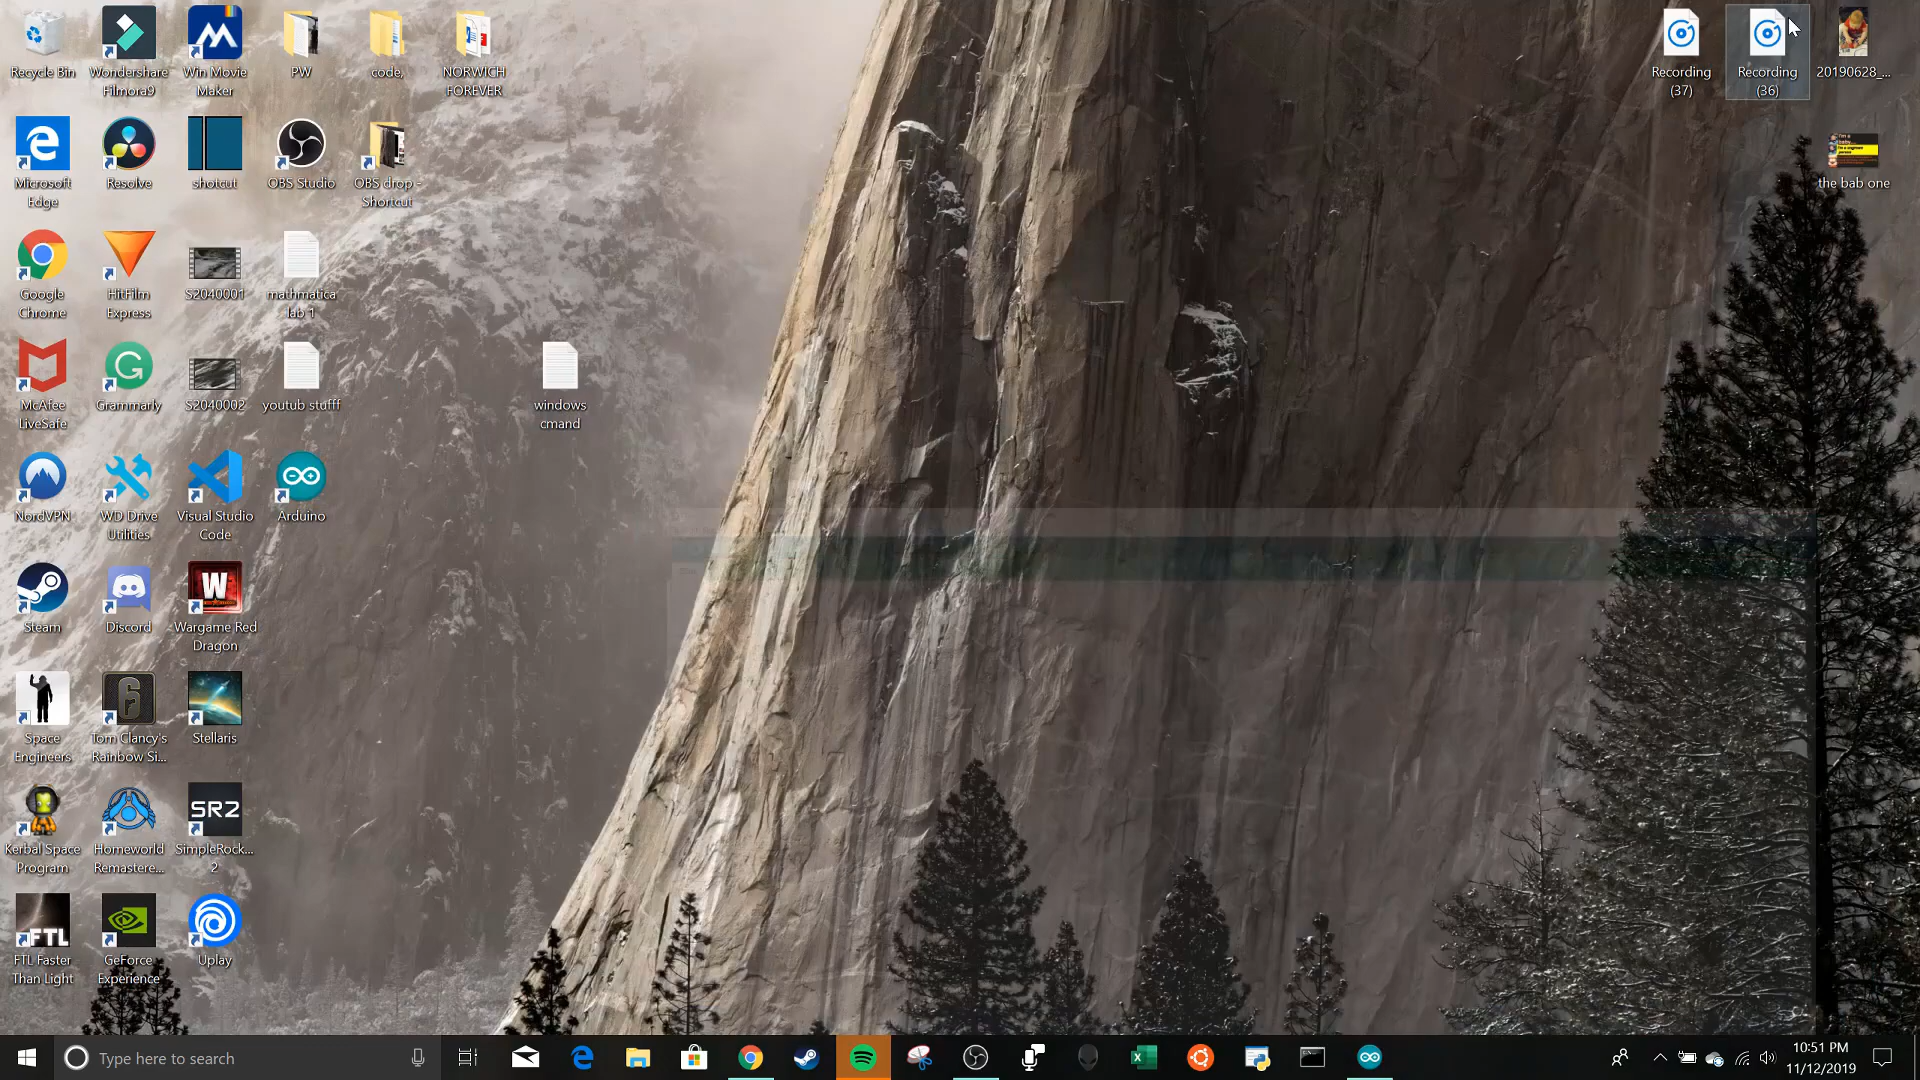 Recycle Bin
Wondershare
Filmora9
Win Movie
Maker
PW
code,
NORWICH
FOREVER
Recording
(37)
Recording
(36)
20190628_...
Microsoft
Edge
Resolve
shotcut
OBS Studio
OBS drop -
Shortcut
the bab one
Google
Chrome
HitFilm
Express
S2040001
mathmatica
lab 1
McAfee
LiveSafe
Grammarly
S2040002
youtub stufff
windows
cmand
NordVPN
WD Drive
Utilities
Visual Studio
Code
Arduino
Steam
Discord
W
Wargame Red
Dragon
Space
Engineers
6
Tom Clancy's
Rainbow Si...
Stellaris
Kerbal Space
Program
Homeworld
Remastere...
SR2
SimpleRock...
2
FTL
FTL Faster
Than Light
GeForce
Experience
Uplay
Type here to search
10:51 PM
11/12/2019